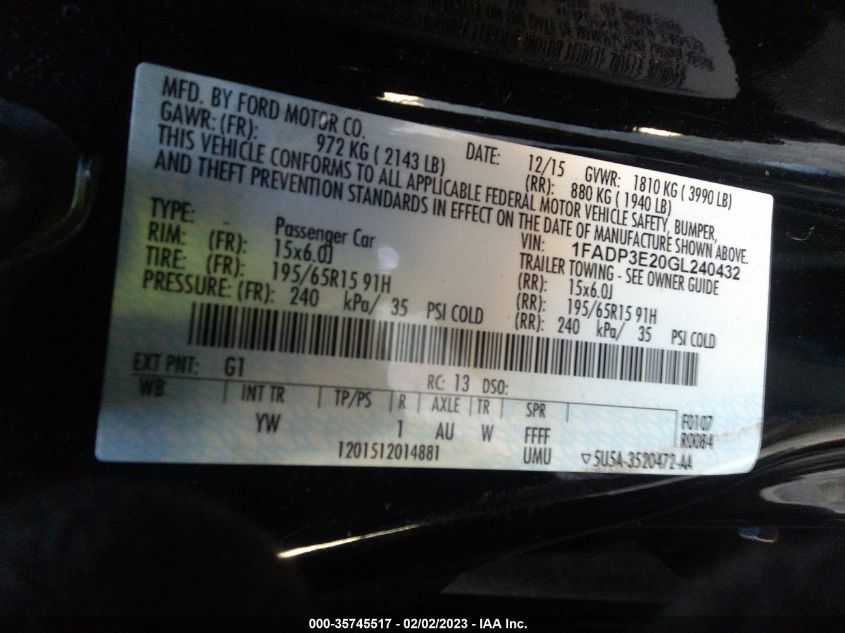 MFD. BY FORD MOTOR CO.
DATE: 12/15 GVWR: 1810 KG ( 3990 LB)
GAWR: (FR): 972 KG ( 2143 LB) (RR): 880 KG ( 1940 LB)
THIS VEHICLE CONFORMS TO ALL APPLICABLE FEDERAL MOTOR VEHICLE SAFETY, BUMPER,
AND THEFT PREVENTION STANDARDS IN EFFECT ON THE DATE OF MANUFACTURE SHOWN ABOVE.
VIN: 1FADP3E20GL240432
TYPE: - Passenger Car TRAILER TOWING - SEE OWNER GUIDE
RIM: (FR): 15x6.0J (RR): 15x6.0J
TIRE: (FR): 195/65R15 91H (RR): 195/65R15 91H
PRESSURE: (FR): 240 kPa/ 35 PSI COLD (RR): 240 kPa/ 35 PSI COLD
EXT PNT: G1 RC: 13 DSO:
WB INT TR TP/PS R AXLE TR SPR
YW 1 AU W FFFF
F0107
R0084
1201512014881 UMU
▽5U5A-3520472-AA
000-35745517 - 02/02/2023 - IAA Inc.